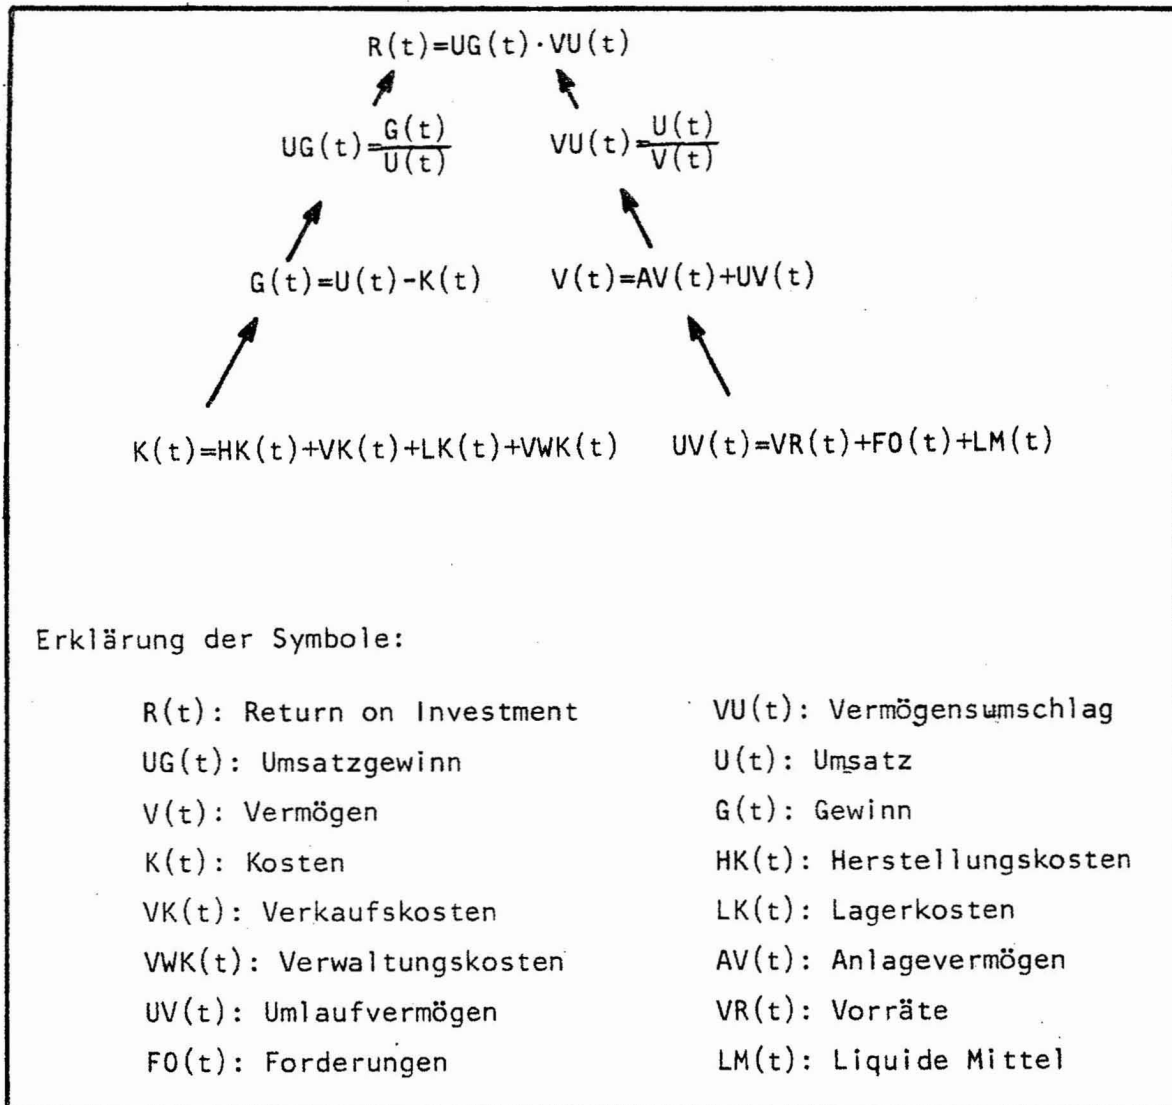 R(t)=UG(t)·VU(t)
UG(t)=G(t)/U(t) VU(t)=U(t)/V(t)
G(t)=U(t)-K(t) V(t)=AV(t)+UV(t)
K(t)=HK(t)+VK(t)+LK(t)+VWK(t) UV(t)=VR(t)+FO(t)+LM(t)
Erklärung der Symbole:
R(t): Return on Investment VU(t): Vermögensumschlag
UG(t): Umsatzgewinn U(t): Umsatz
V(t): Vermögen G(t): Gewinn
K(t): Kosten HK(t): Herstellungskosten
VK(t): Verkaufskosten LK(t): Lagerkosten
VWK(t): Verwaltungskosten AV(t): Anlagevermögen
UV(t): Umlaufvermögen VR(t): Vorräte
FO(t): Forderungen LM(t): Liquide Mittel